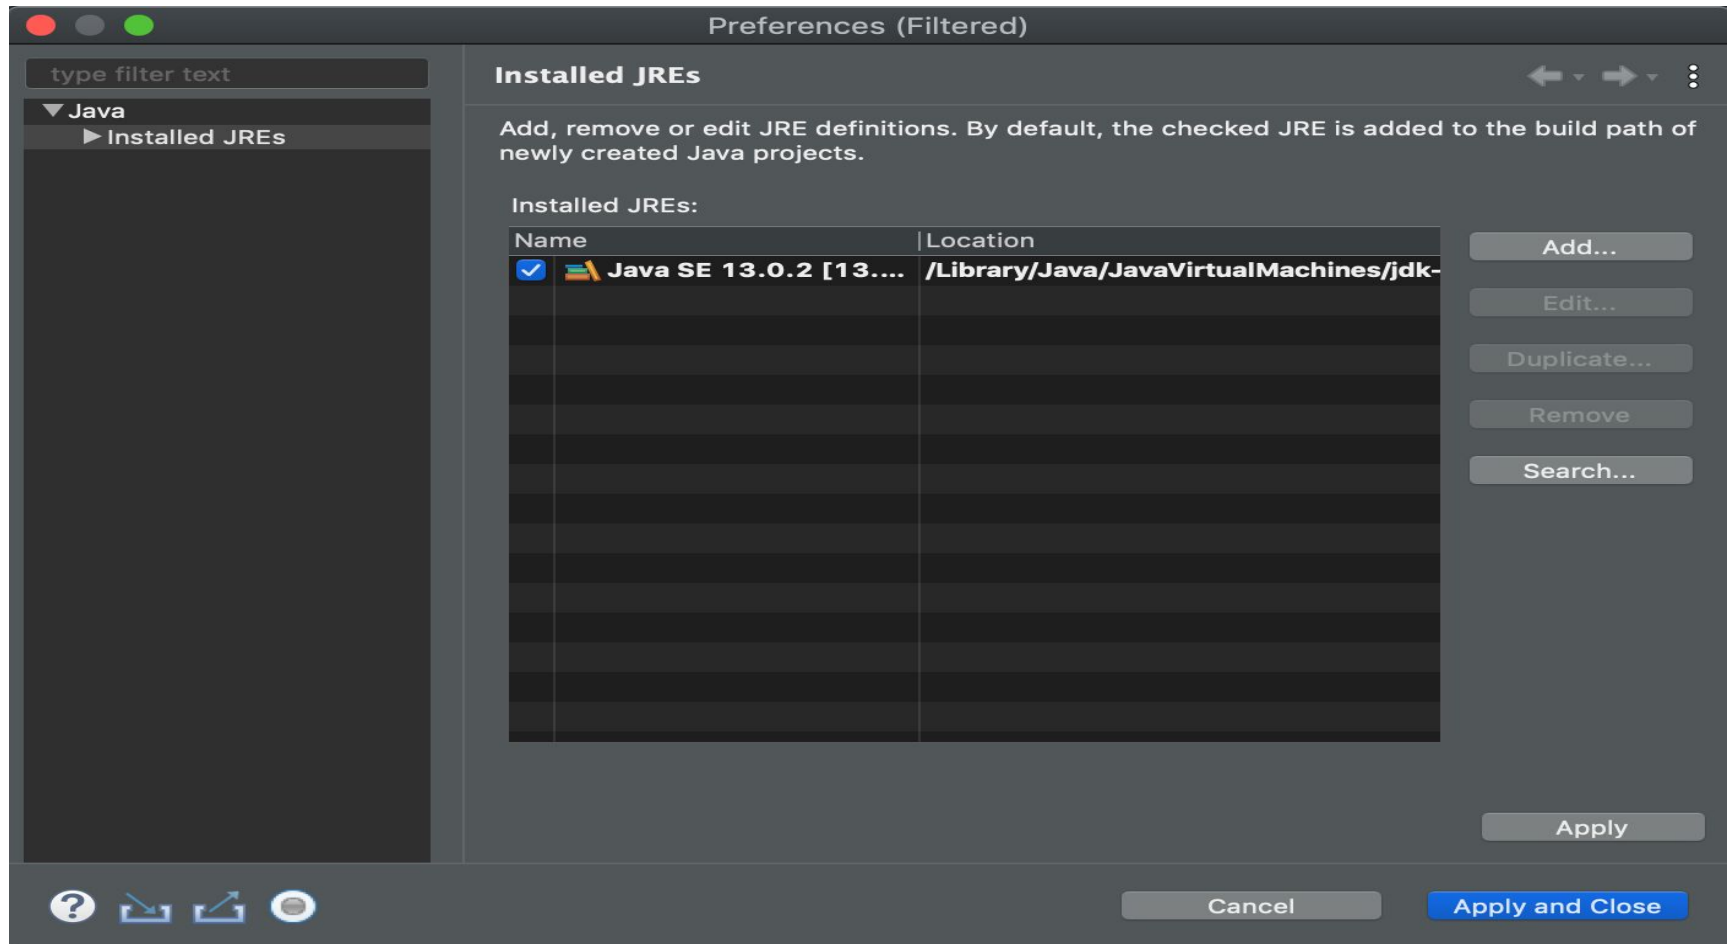 Preferences (Filtered)
type filter text
Java
Installed JREs
Installed JREs
Add, remove or edit JRE definitions. By default, the checked JRE is added to the build path of
newly created Java projects.
Installed JREs:
Name Location
Java SE 13.0.2 [13.... /Library/Java/JavaVirtualMachines/jdk-
Add...
Edit...
Duplicate...
Remove
Search...
Apply
? Cancel Apply and Close